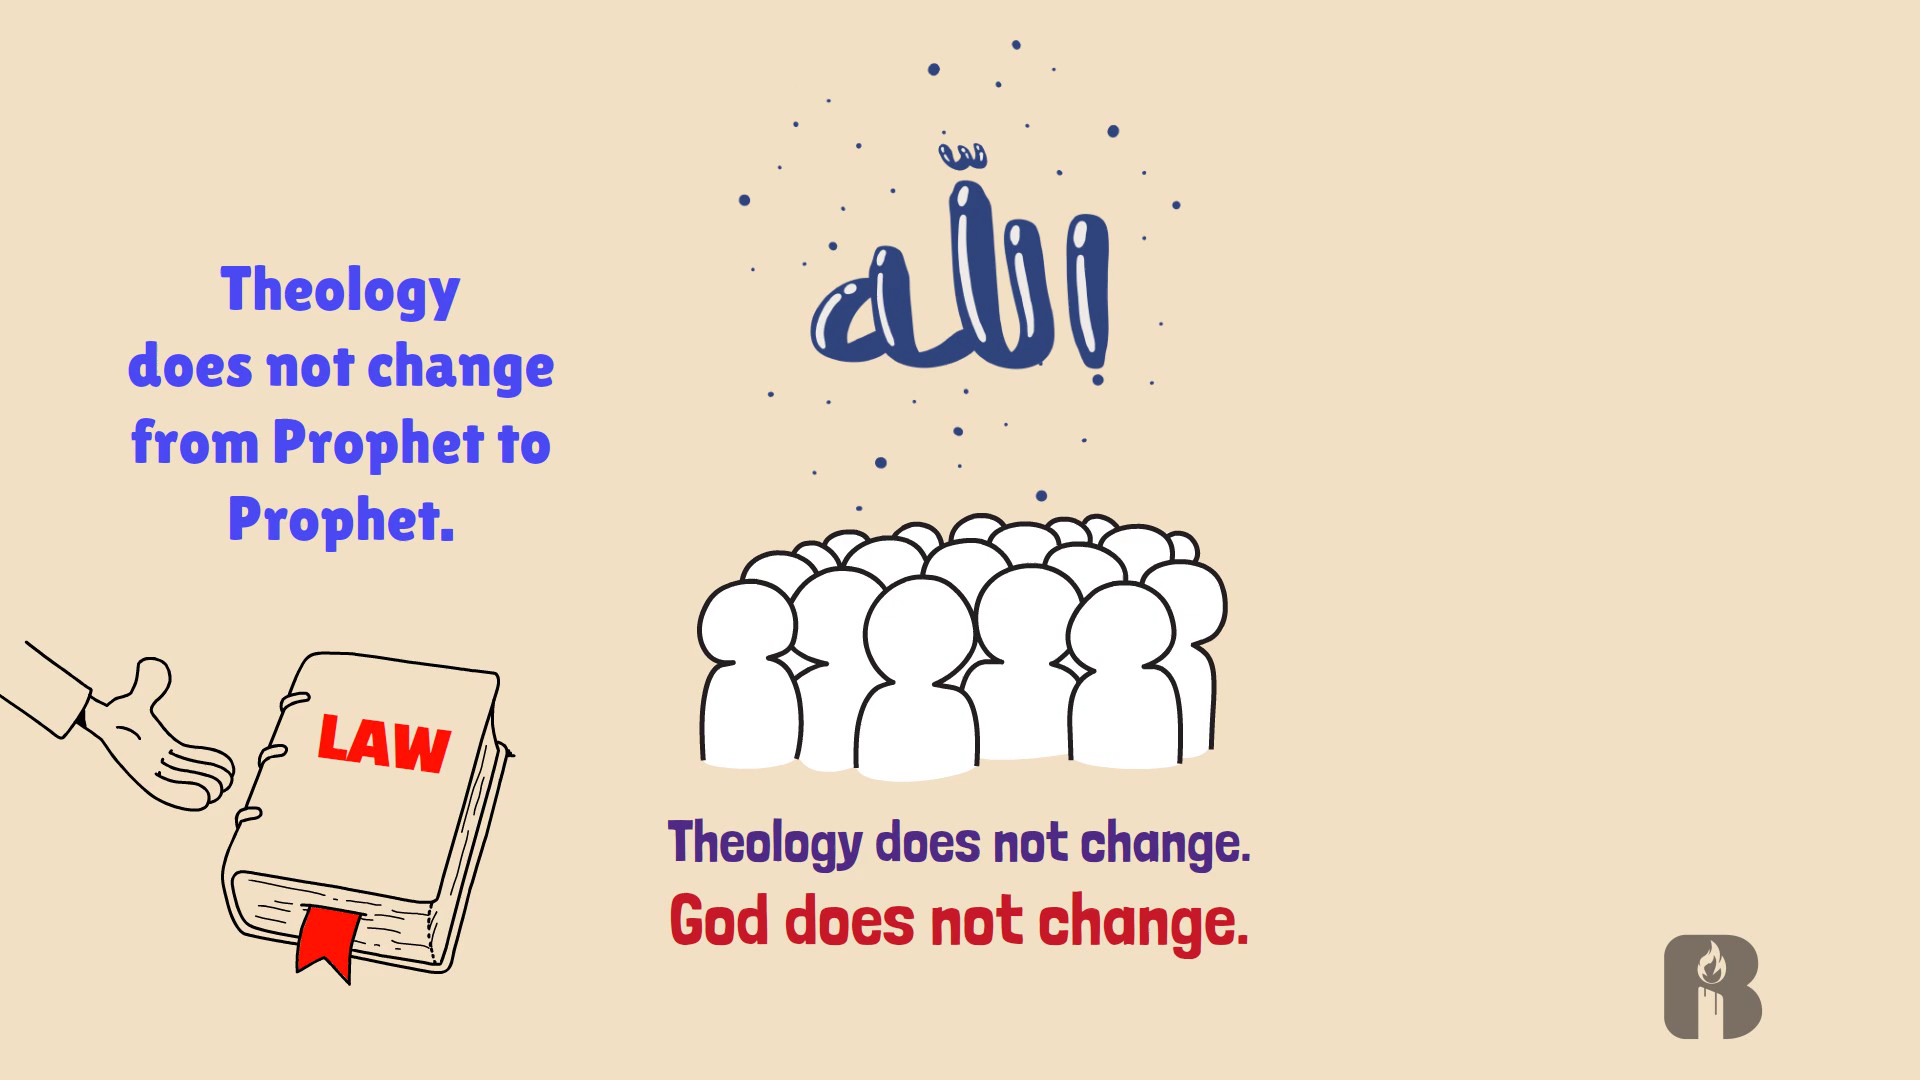 Theology
does not change
from Prophet to
Prophet.
LAW
الله
Theology does not change.
God does not change.
B